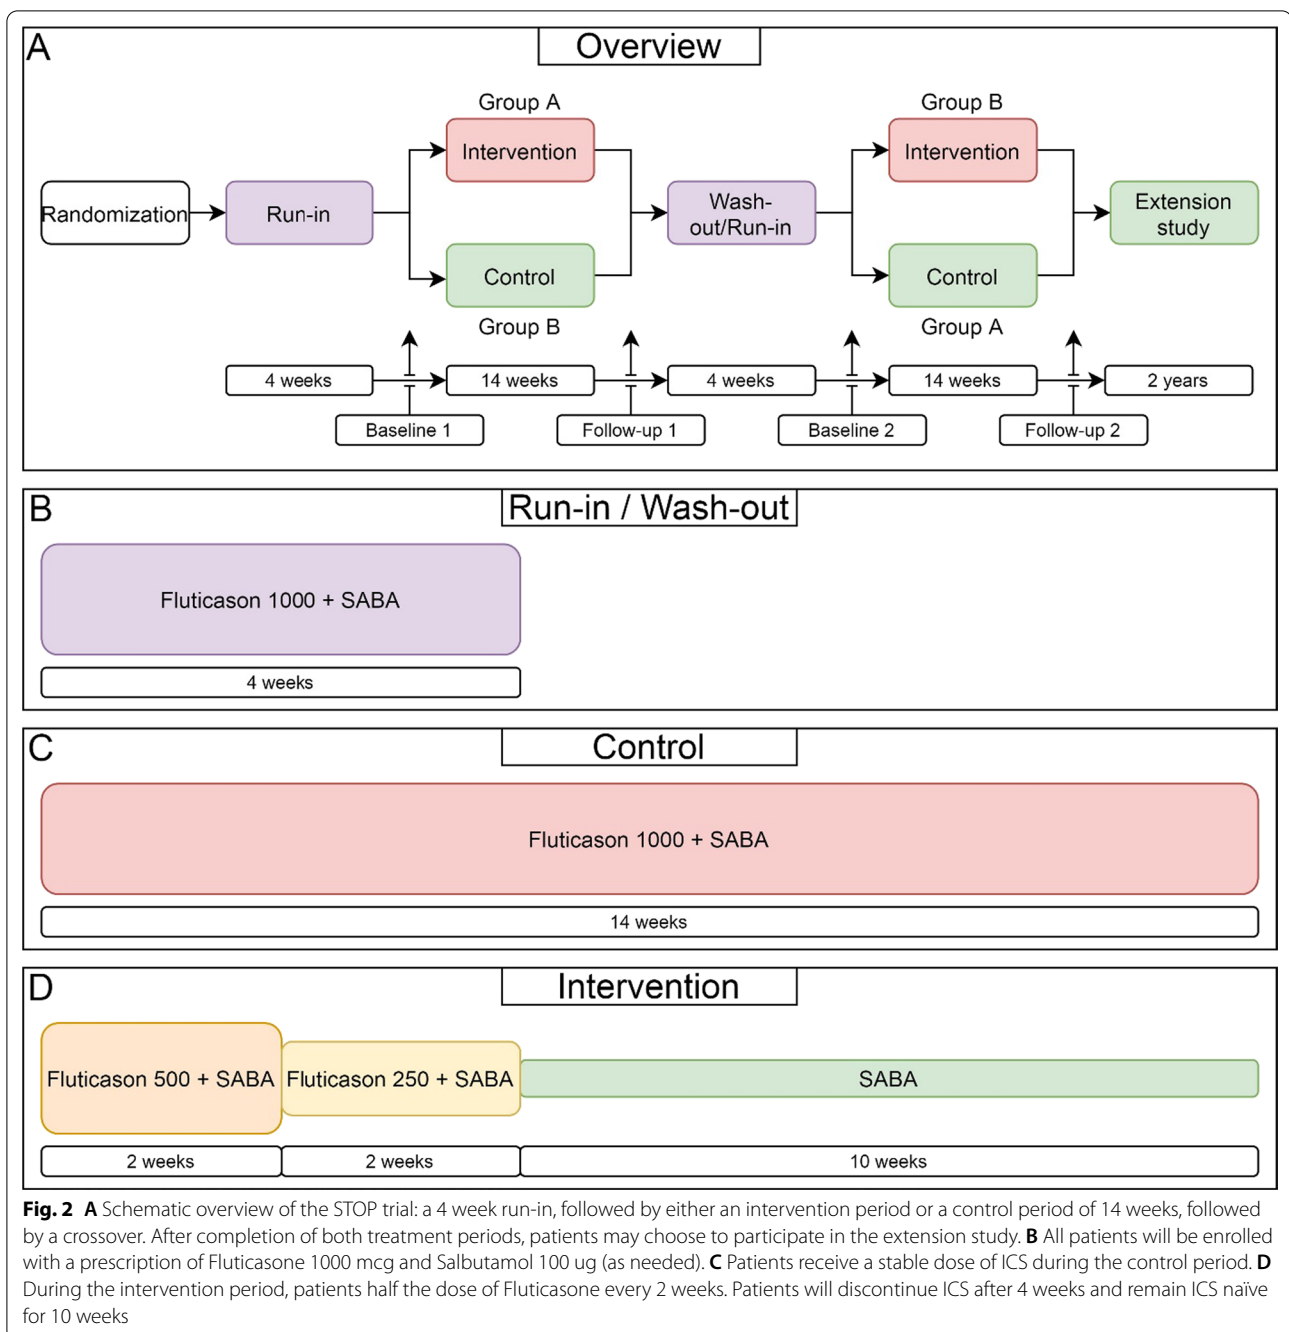 A
Overview
Group A
Group B
Intervention
Intervention
Randomization
Run-in
Wash-
out/Run-in
Extension
study
Control
Control
Group B
Group A
4 weeks
14 weeks
4 weeks
14 weeks
2 years
Baseline 1
Follow-up 1
Baseline 2
Follow-up 2
B
Run-in / Wash-out
Fluticason 1000 + SABA
4 weeks
C
Control
Fluticason 1000 + SABA
14 weeks
D
Intervention
Fluticason 500 + SABA
Fluticason 250 + SABA
SABA
2 weeks
2 weeks
10 weeks
Fig. 2 A Schematic overview of the STOP trial: a 4 week run-in, followed by either an intervention period or a control period of 14 weeks, followed
by a crossover. After completion of both treatment periods, patients may choose to participate in the extension study. B All patients will be enrolled
with a prescription of Fluticasone 1000 mcg and Salbutamol 100 ug (as needed). C Patients receive a stable dose of ICS during the control period. D
During the intervention period, patients half the dose of Fluticasone every 2 weeks. Patients will discontinue ICS after 4 weeks and remain ICS naïve
for 10 weeks